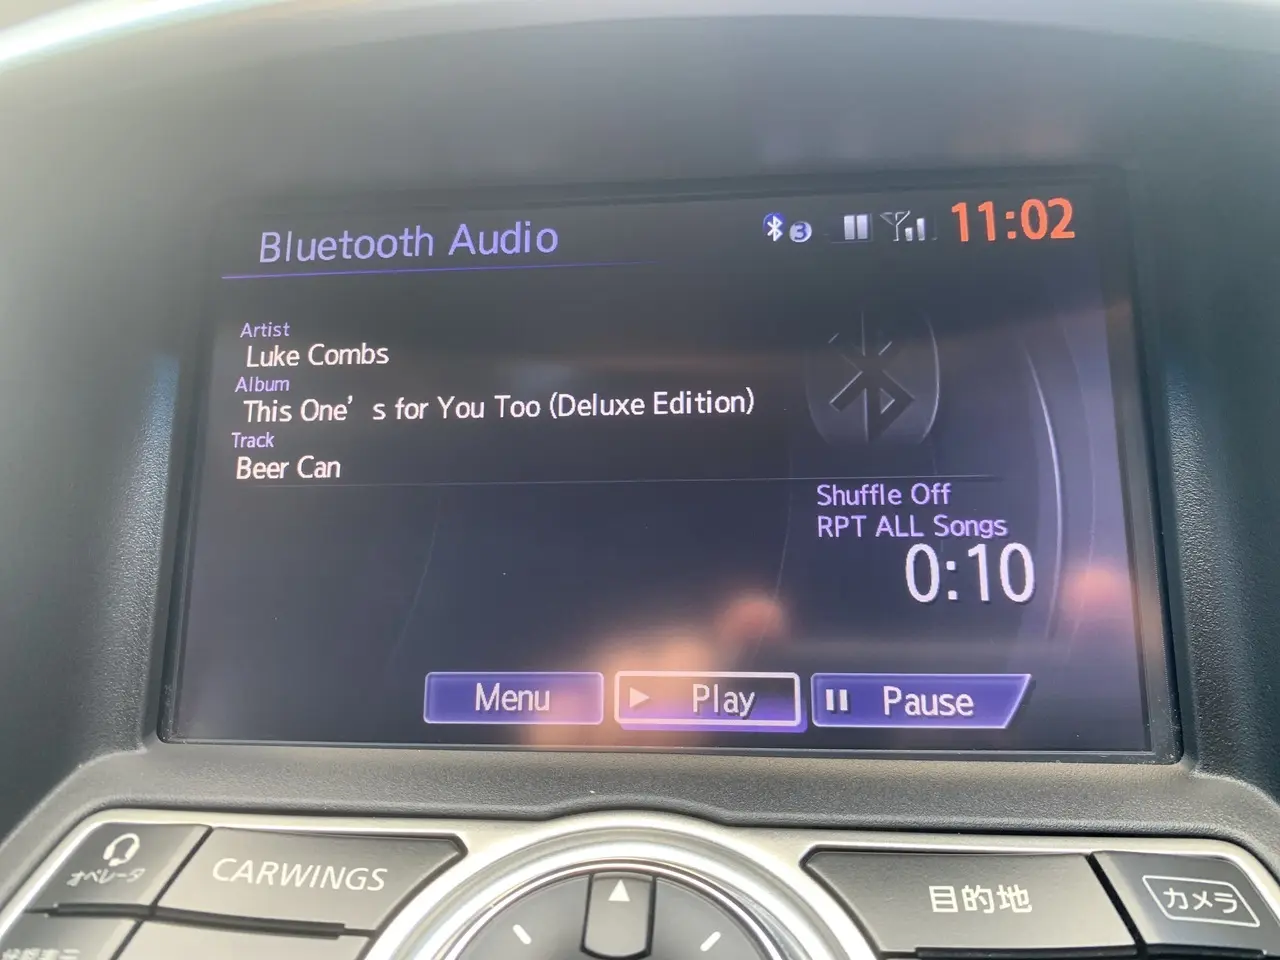 Bluetooth Audio
3
11:02
Artist
Luke Combs
Album
This One’ s for You Too (Deluxe Edition)
Track
Beer Can
Shuffle Off
RPT ALL Songs
0:10
Menu
Play
Pause
オペレータ
CARWINGS
目的地
カメラ